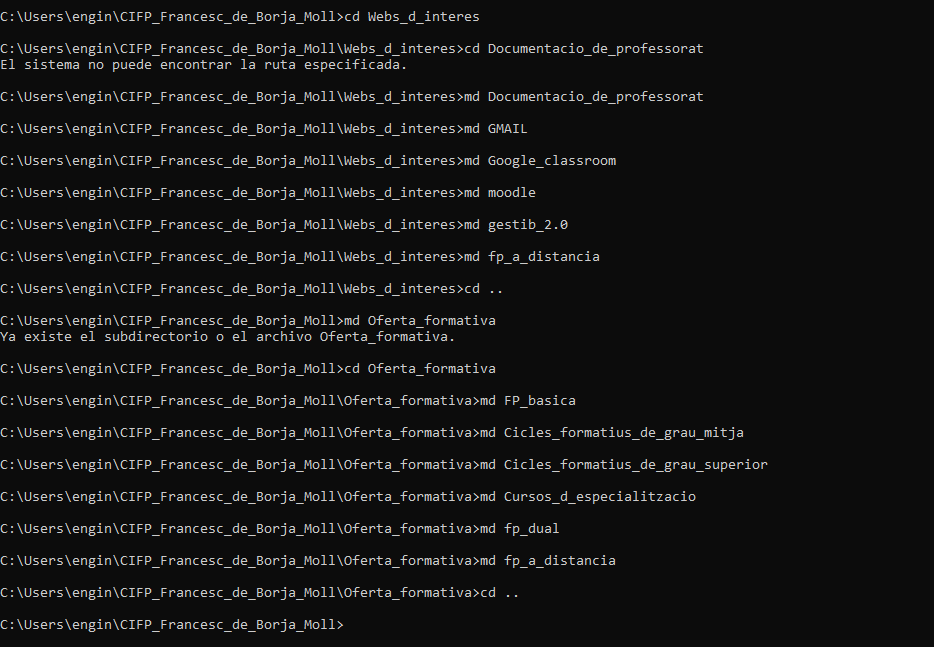 C:\Users\engin\CIFP_Francesc_de_Borja_Moll>cd Webs_d_interes
C:\Users\engin\CIFP_Francesc_de_Borja_Moll\Webs_d_interes>cd Documentacio_de_professorat
El sistema no puede encontrar la ruta especificada.
C:\Users\engin\CIFP_Francesc_de_Borja_Moll\Webs_d_interes>md Documentacio_de_professorat
C:\Users\engin\CIFP_Francesc_de_Borja_Moll\Webs_d_interes>md GMAIL
C:\Users\engin\CIFP_Francesc_de_Borja_Moll\Webs_d_interes>md Google_classroom
C:\Users\engin\CIFP_Francesc_de_Borja_Moll\Webs_d_interes>md moodle
C:\Users\engin\CIFP_Francesc_de_Borja_Moll\Webs_d_interes>md gestib_2.0
C:\Users\engin\CIFP_Francesc_de_Borja_Moll\Webs_d_interes>md fp_a_distancia
C:\Users\engin\CIFP_Francesc_de_Borja_Moll\Webs_d_interes>cd ..
C:\Users\engin\CIFP_Francesc_de_Borja_Moll>md Oferta_formativa
Ya existe el subdirectorio o el archivo Oferta_formativa.
C:\Users\engin\CIFP_Francesc_de_Borja_Moll>cd Oferta_formativa
C:\Users\engin\CIFP_Francesc_de_Borja_Moll\Oferta_formativa>md FP_basica
C:\Users\engin\CIFP_Francesc_de_Borja_Moll\Oferta_formativa>md Cicles_formatius_de_grau_mitja
C:\Users\engin\CIFP_Francesc_de_Borja_Moll\Oferta_formativa>md Cicles_formatius_de_grau_superior
C:\Users\engin\CIFP_Francesc_de_Borja_Moll\Oferta_formativa>md Cursos_d_especialitzacio
C:\Users\engin\CIFP_Francesc_de_Borja_Moll\Oferta_formativa>md fp_dual
C:\Users\engin\CIFP_Francesc_de_Borja_Moll\Oferta_formativa>md fp_a_distancia
C:\Users\engin\CIFP_Francesc_de_Borja_Moll\Oferta_formativa>cd ..
C:\Users\engin\CIFP_Francesc_de_Borja_Moll>